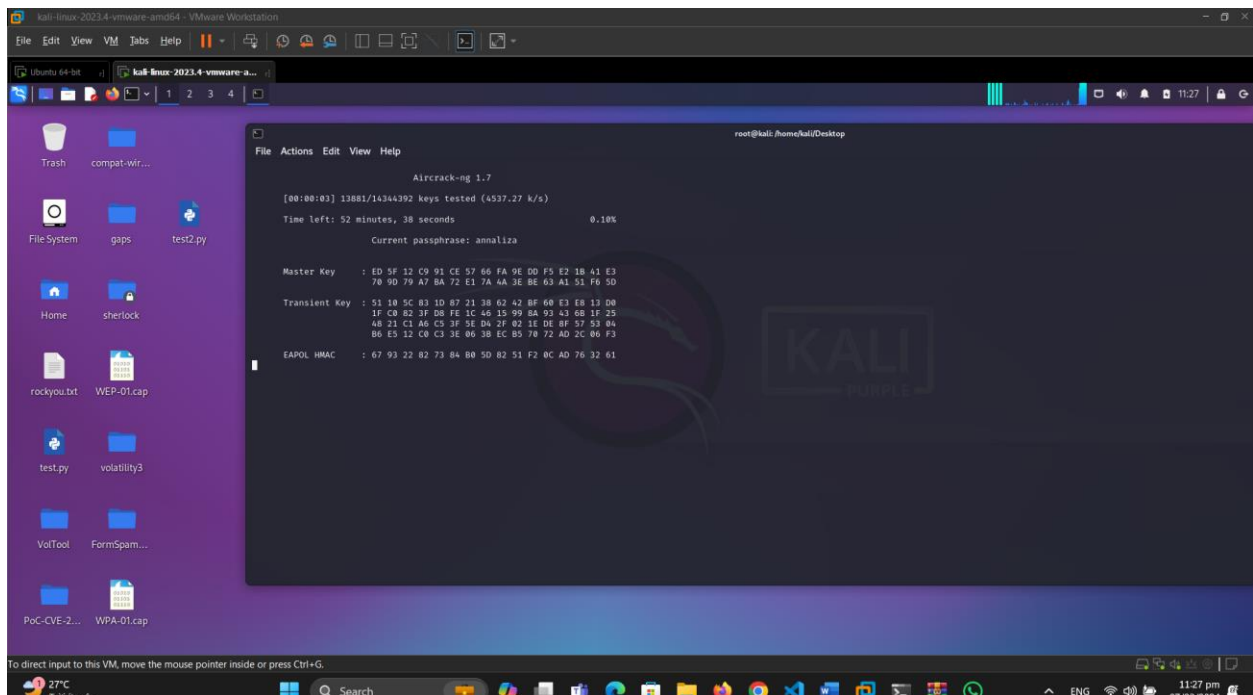 kali-linux-2023.4-vmware-amd64 - VMware Workstation
File Edit View VM Tabs Help
Ubuntu 64-bit kali-linux-2023.4-vmware-a...
1 2 3 4 11:27
root@kali: /home/kali/Desktop
File Actions Edit View Help
Aircrack-ng 1.7
[00:00:03] 13881/14344392 keys tested (4537.27 k/s)
Time left: 52 minutes, 38 seconds 0.10%
Current passphrase: annaliza
Master Key : ED 5F 12 C9 91 CE 57 66 FA 9E DD F5 E2 1B 41 E3
70 9D 79 A7 BA 72 E1 7A 4A 3E BE 63 A1 51 F6 5D
Transient Key : 51 10 5C 83 1D 87 21 38 62 42 BF 60 E3 E8 13 D0
1F C0 82 3F D8 FE 1C 46 15 99 8A 93 43 6B 1F 25
48 21 C1 A6 C5 3F 5E D4 2F 02 1E DE 8F 57 53 04
B6 E5 12 C0 C3 3E 06 38 EC B5 70 72 AD 2C 06 F3
EAPOL HMAC : 67 93 22 82 73 84 B0 5D 82 51 F2 0C AD 76 32 61
KALI
PURPLE
Trash compat-wir...
File System gaps test2.py
Home sherlock
rockyou.txt WEP-01.cap
test.py volatility3
VolTool FormSpam...
PoC-CVE-2... WPA-01.cap
To direct input to this VM, move the mouse pointer inside or press Ctrl+G.
27°C
Search
ENG 11:27 pm